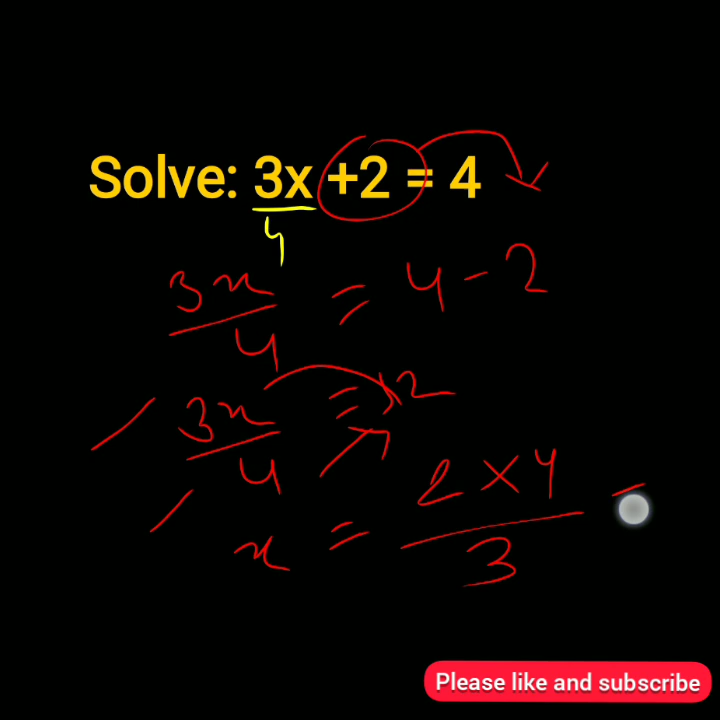 Solve: 3x +2 = 4
4
3x = 4 - 2
4
3x = 2
4
x = 2 × 4 =
3
Please like and subscribe